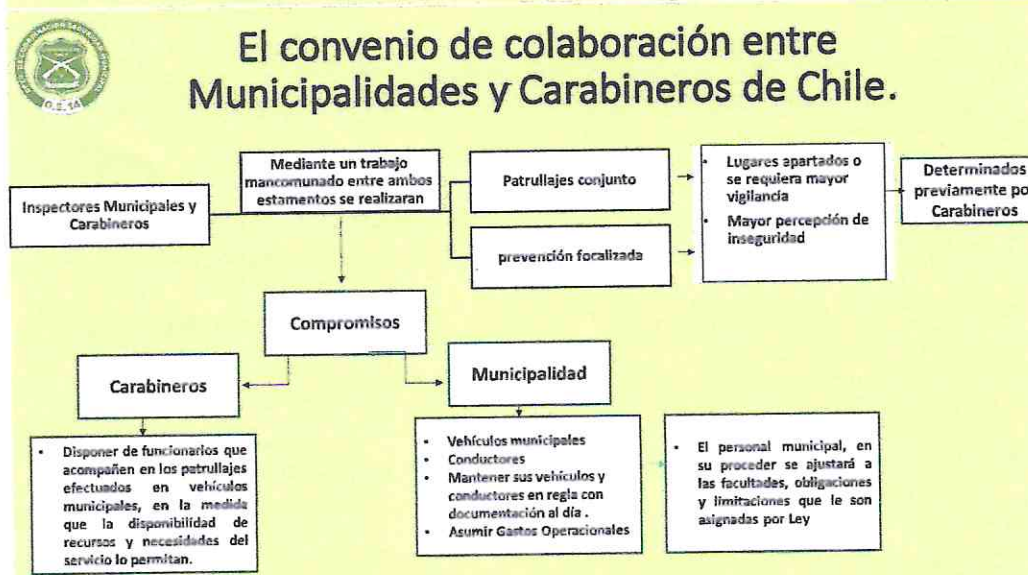 El convenio de colaboración entre
Municipalidades y Carabineros de Chile.
O.S. 14
Inspectores Municipales y
Carabineros
Mediante un trabajo
mancomunado entre ambos
estamentos se realizaran
Patrullajes conjunto
prevención focalizada
• Lugares apartados o
se requiera mayor
vigilancia
• Mayor percepción de
inseguridad
Determinados
previamente po
Carabineros
Compromisos
Carabineros
Municipalidad
• Disponer de funcionarios que
acompañen en los patrullajes
efectuados en vehículos
municipales, en la medida
que la disponibilidad de
recursos y necesidades del
servicio lo permitan.
• Vehículos municipales
• Conductores
• Mantener sus vehículos y
conductores en regla con
documentación al día .
• Asumir Gastos Operacionales
• El personal municipal, en
su proceder se ajustará a
las facultades, obligaciones
y limitaciones que le son
asignadas por Ley